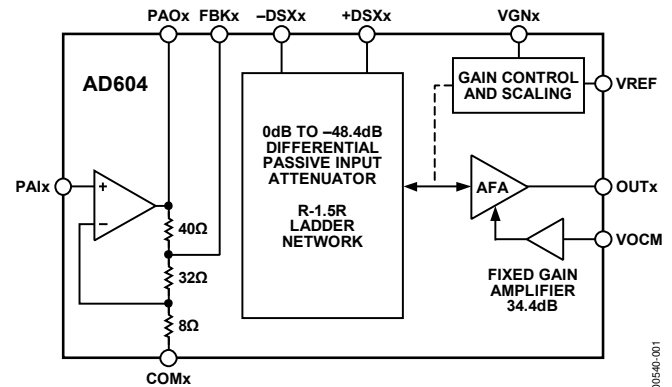 PAOx FBKx –DSXx +DSXx VGNx
AD604
GAIN CONTROL
AND SCALING
VREF
0dB TO –48.4dB
DIFFERENTIAL
PASSIVE INPUT
ATTENUATOR
R-1.5R
LADDER
NETWORK
PAIx
+
–
AFA
OUTx
VOCM
40Ω
32Ω
8Ω
FIXED GAIN
AMPLIFIER
34.4dB
COMx
00540-001